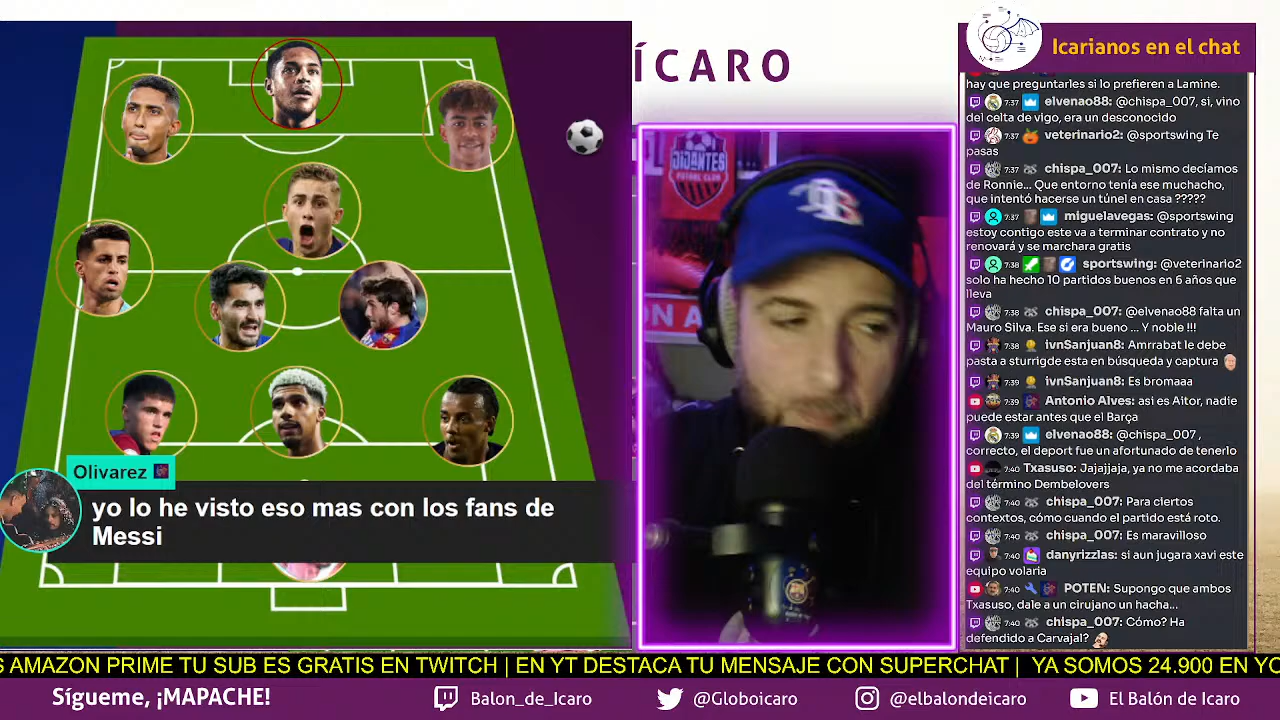 ÍCARO
Icarianos en el chat
hay que preguntarles si lo prefieren a Lamine.
7:37 elvenao88: @chispa_007, si, vino
del celta de vigo, era un desconocido
7:37 veterinario2: @sportswing Te
pasas
7:37 chispa_007: Lo mismo decíamos
de Ronnie... Que entorno tenía ese muchacho,
que intentó hacerse un túnel en casa ?????
7:37 miguelavegas: @sportswing
estoy contigo este va a terminar contrato y no
renovará y se marchara gratis
7:38 sportswing: @veterinario2
solo ha hecho 10 partidos buenos en 6 años que
lleva
7:38 chispa_007: @elvenao88 falta un
Mauro Silva. Ese si era bueno ... Y noble !!!
7:38 ivnSanjuan8: Amrrabat le debe
pasta a sturrigde esta en búsqueda y captura
7:39 ivnSanjuan8: Es bromaaa
7:39 Antonio Alves: asi es Aitor, nadie
puede estar antes que el Barça
7:39 elvenao88: @chispa_007 ,
correcto, el deport fue un afortunado de tenerlo
7:40 Txasuso: Jajajjaja, ya no me acordaba
del término Dembelovers
7:40 chispa_007: Para ciertos
contextos, cómo cuando el partido está roto.
7:40 chispa_007: Es maravilloso
7:40 danyrizzlas: si aun jugara xavi este
equipo volaria
7:40 POTEN: Supongo que ambos
Txasuso, dale a un cirujano un hacha...
7:40 chispa_007: Cómo? Ha
defendido a Carvajal?
DIJANTES
FUTBOL CLUB
Olivarez
yo lo he visto eso mas con los fans de
Messi
S AMAZON PRIME TU SUB ES GRATIS EN TWITCH | EN YT DESTACA TU MENSAJE CON SUPERCHAT | YA SOMOS 24.900 EN YO
Sígueme, ¡MAPACHE!
Balon_de_Icaro
@Globoicaro
@elbalondeicaro
El Balón de Icaro